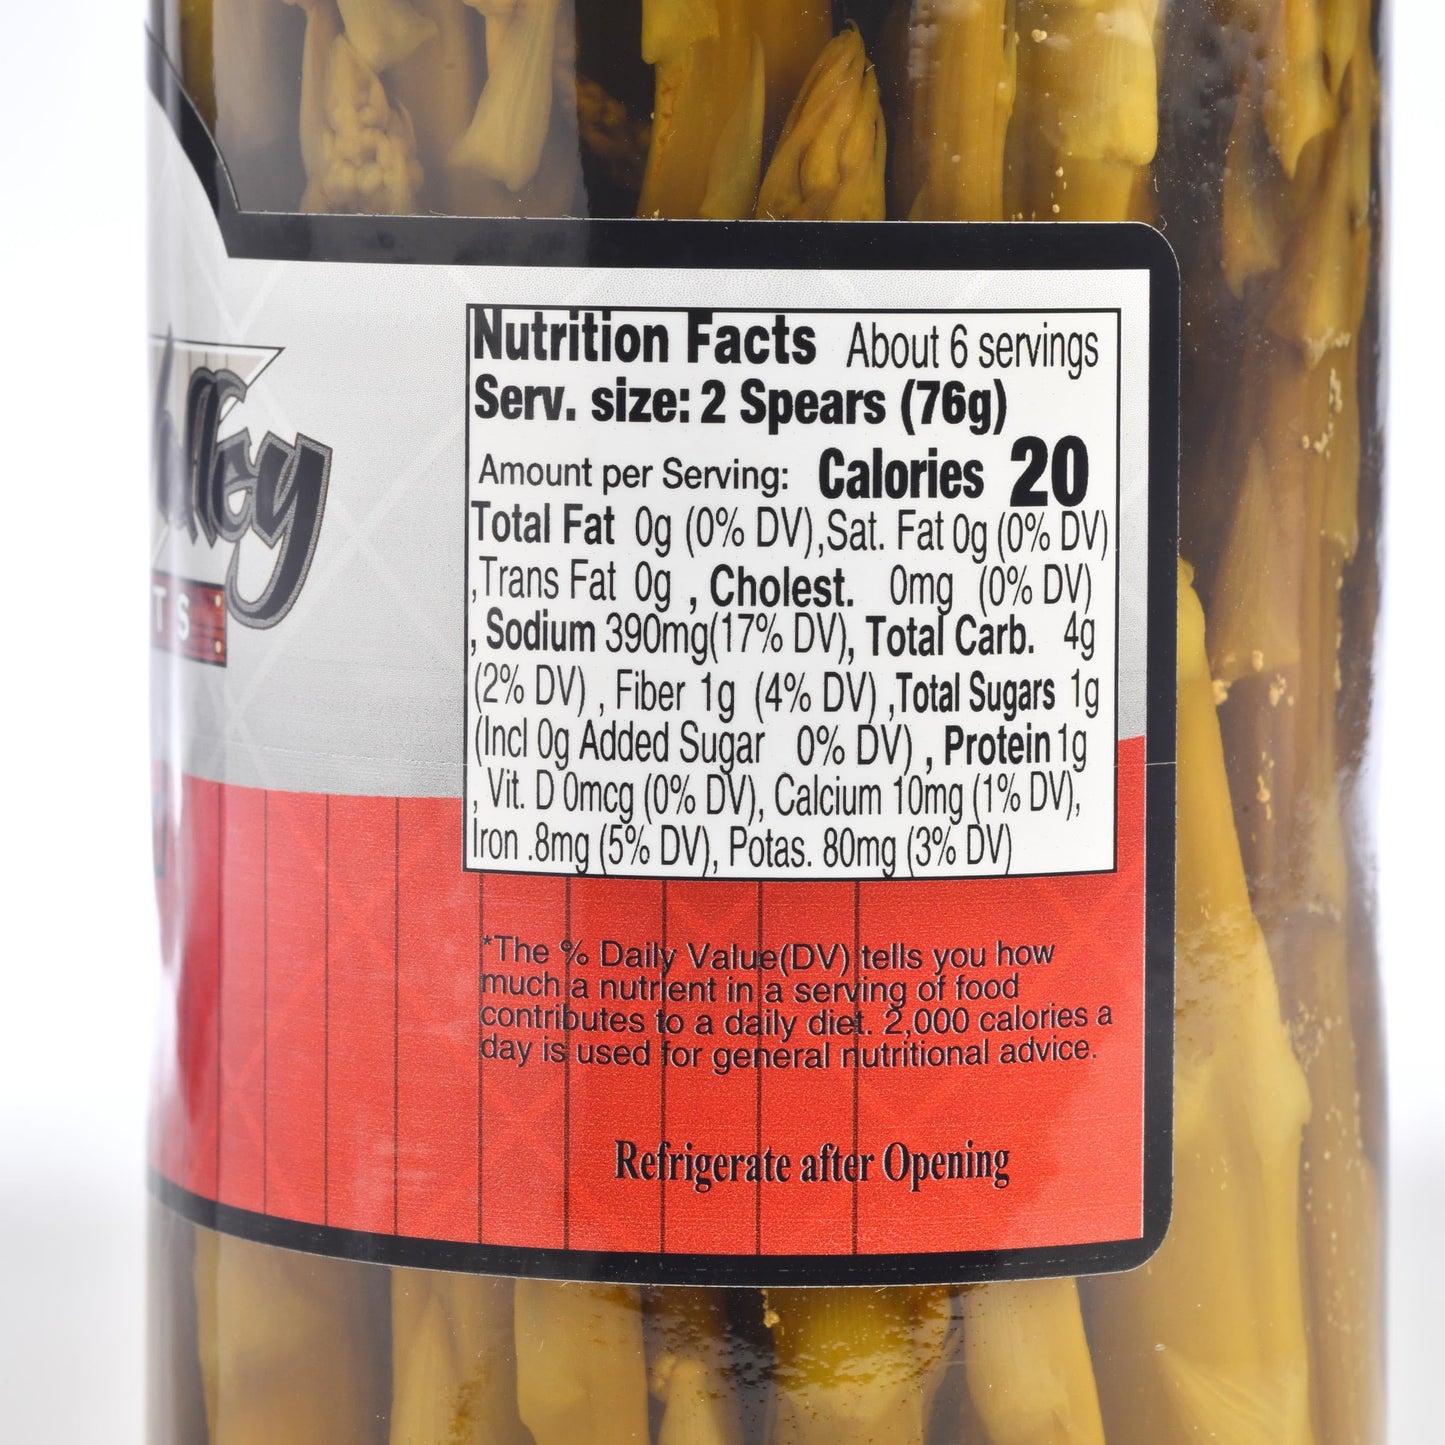 lley
TS
Nutrition Facts About 6 servings
Serv. size: 2 Spears (76g)
Amount per Serving: Calories 20
Total Fat 0g (0% DV),Sat. Fat 0g (0% DV)
,Trans Fat 0g , Cholest. 0mg (0% DV)
, Sodium 390mg(17% DV), Total Carb. 4g
(2% DV) , Fiber 1g (4% DV) ,Total Sugars 1g
(Incl 0g Added Sugar 0% DV) , Protein 1g
, Vit. D 0mcg (0% DV), Calcium 10mg (1% DV),
Iron .8mg (5% DV), Potas. 80mg (3% DV)
*The % Daily Value(DV) tells you how
much a nutrient in a serving of food
contributes to a daily diet. 2,000 calories a
day is used for general nutritional advice.
Refrigerate after Opening